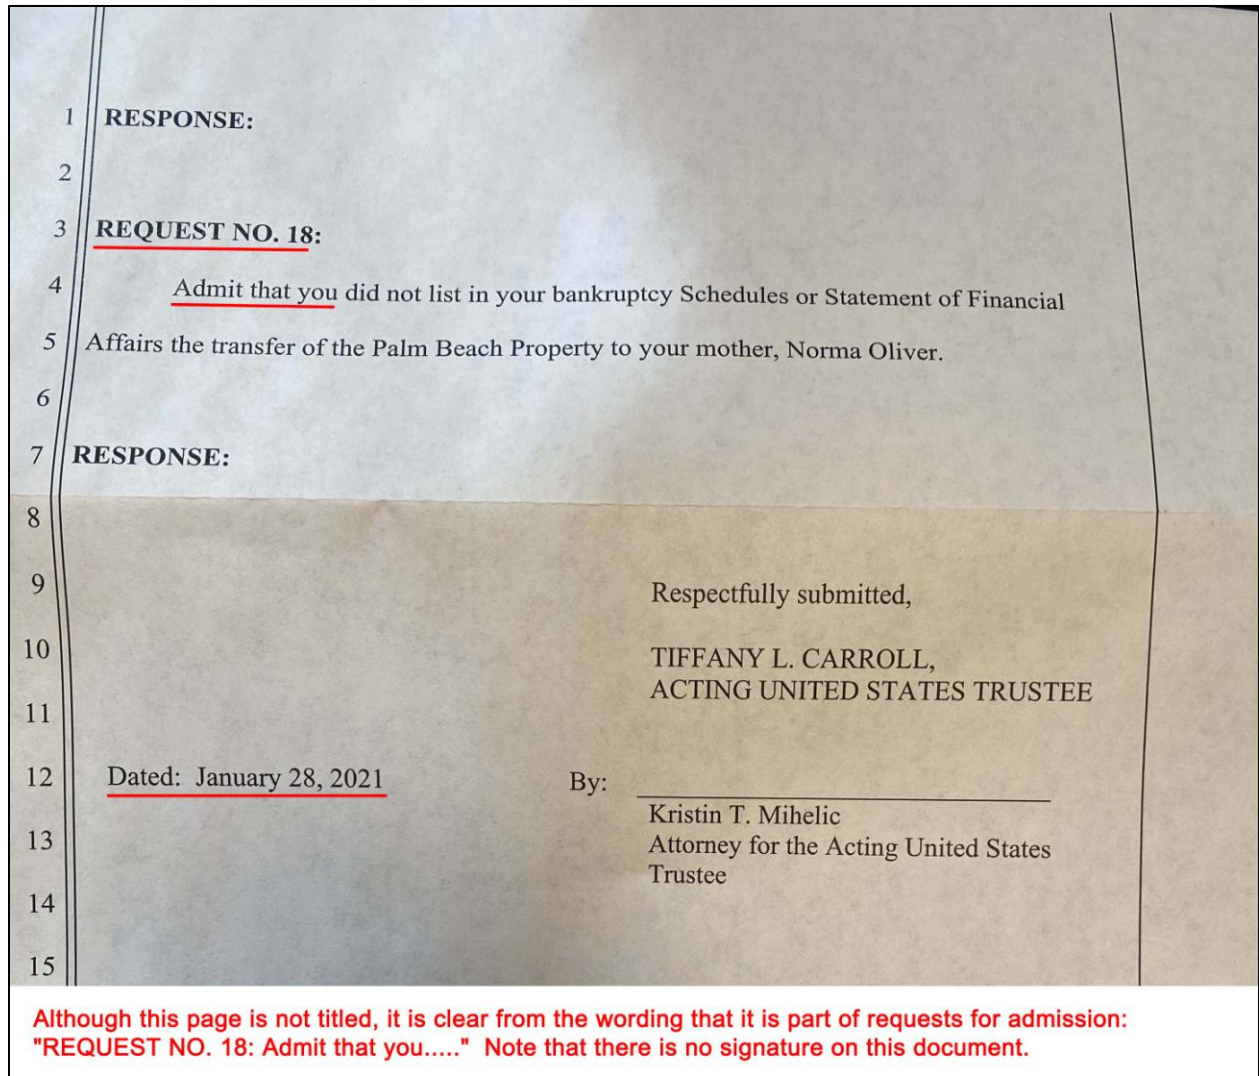 1 RESPONSE:
2
3 REQUEST NO. 18:
4 Admit that you did not list in your bankruptcy Schedules or Statement of Financial
5 Affairs the transfer of the Palm Beach Property to your mother, Norma Oliver.
6
7 RESPONSE:
8
9 Respectfully submitted,
10 TIFFANY L. CARROLL,
ACTING UNITED STATES TRUSTEE
11
12 Dated: January 28, 2021 By:
Kristin T. Mihelic
13 Attorney for the Acting United States
Trustee
14
15
Although this page is not titled, it is clear from the wording that it is part of requests for admission:
"REQUEST NO. 18: Admit that you....." Note that there is no signature on this document.